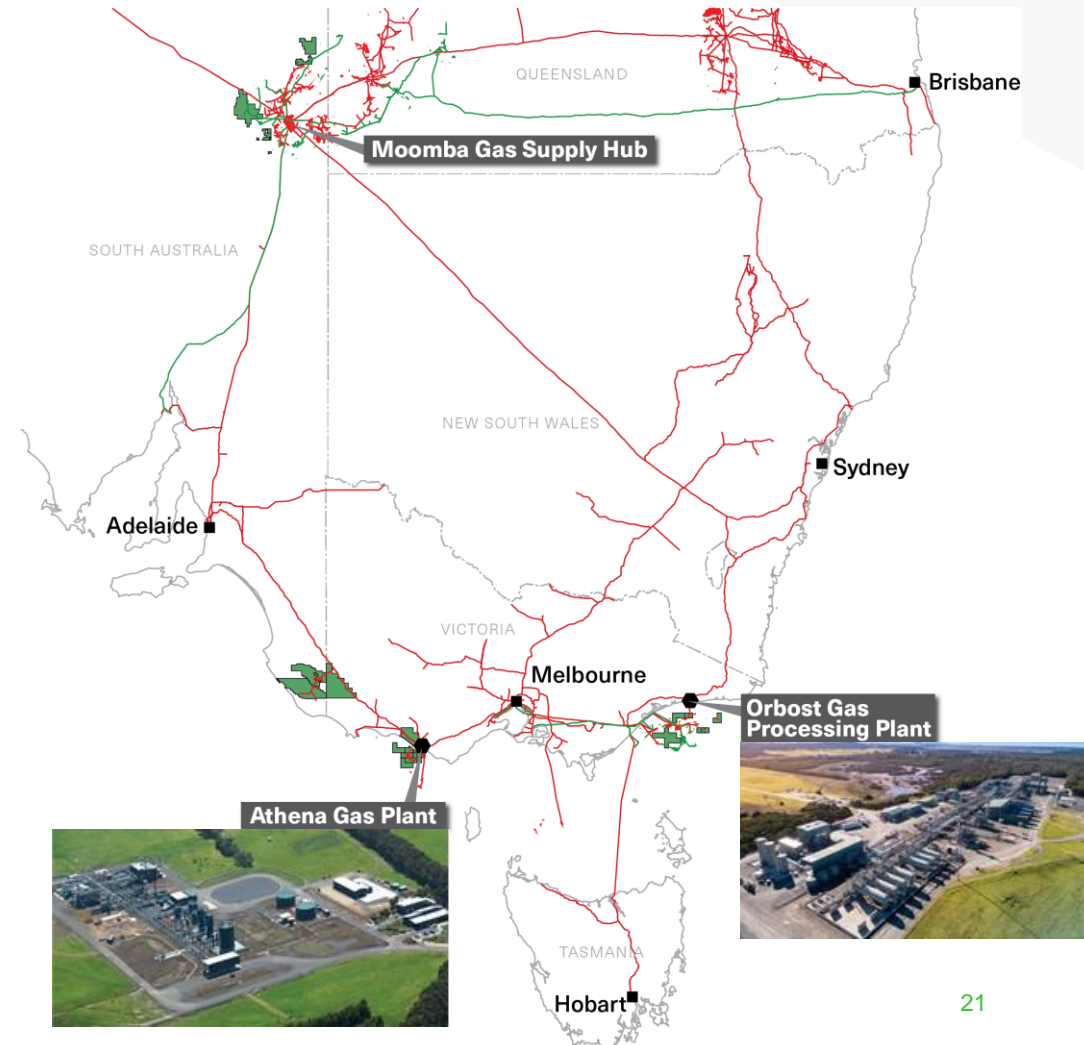 QUEENSLAND
Brisbane
Moomba Gas Supply Hub
SOUTH AUSTRALIA
NEW SOUTH WALES
Sydney
Adelaide
VICTORIA
Melbourne
Orbost Gas
Processing Plant
Athena Gas Plant
TASMANIA
Hobart
21